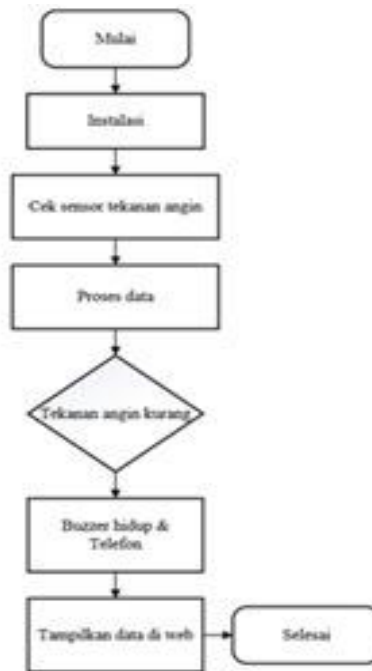 Mulai
Instalasi
Cek sensor tekanan angin
Proses data
Tekanan angin kurang
Buzzer hidup &
Telefon
Tampilkan data di web
Selesai